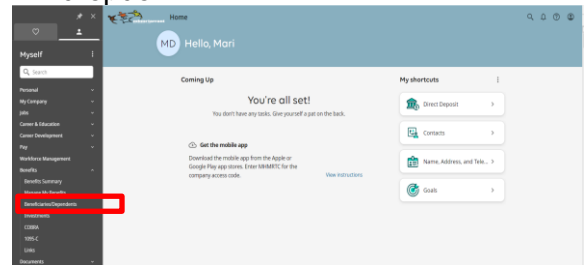 Home
MD Hello, Mari
Myself
Search
Personal
My Company
Jobs
Career & Education
Career Development
Pay
Workforce Management
Benefits
Benefits Summary
Manage My Benefits
Beneficiaries/Dependents
Investments
COBRA
1095-C
Links
Documents
Coming Up
You're all set!
You don't have any tasks. Give yourself a pat on the back.
Get the mobile app
Download the mobile app from the Apple or
Google Play app stores. Enter MHMRTC for the
company access code.
View instructions
My shortcuts
Direct Deposit
Contacts
Name, Address, and Tele...
Goals